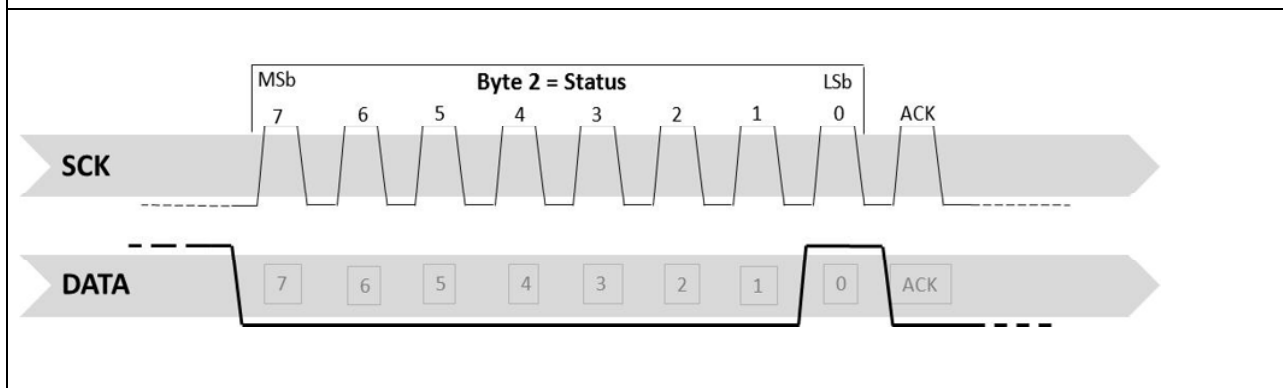 MSb Byte 2 = Status LSb
7 6 5 4 3 2 1 0 ACK
SCK
DATA 7 6 5 4 3 2 1 0 ACK